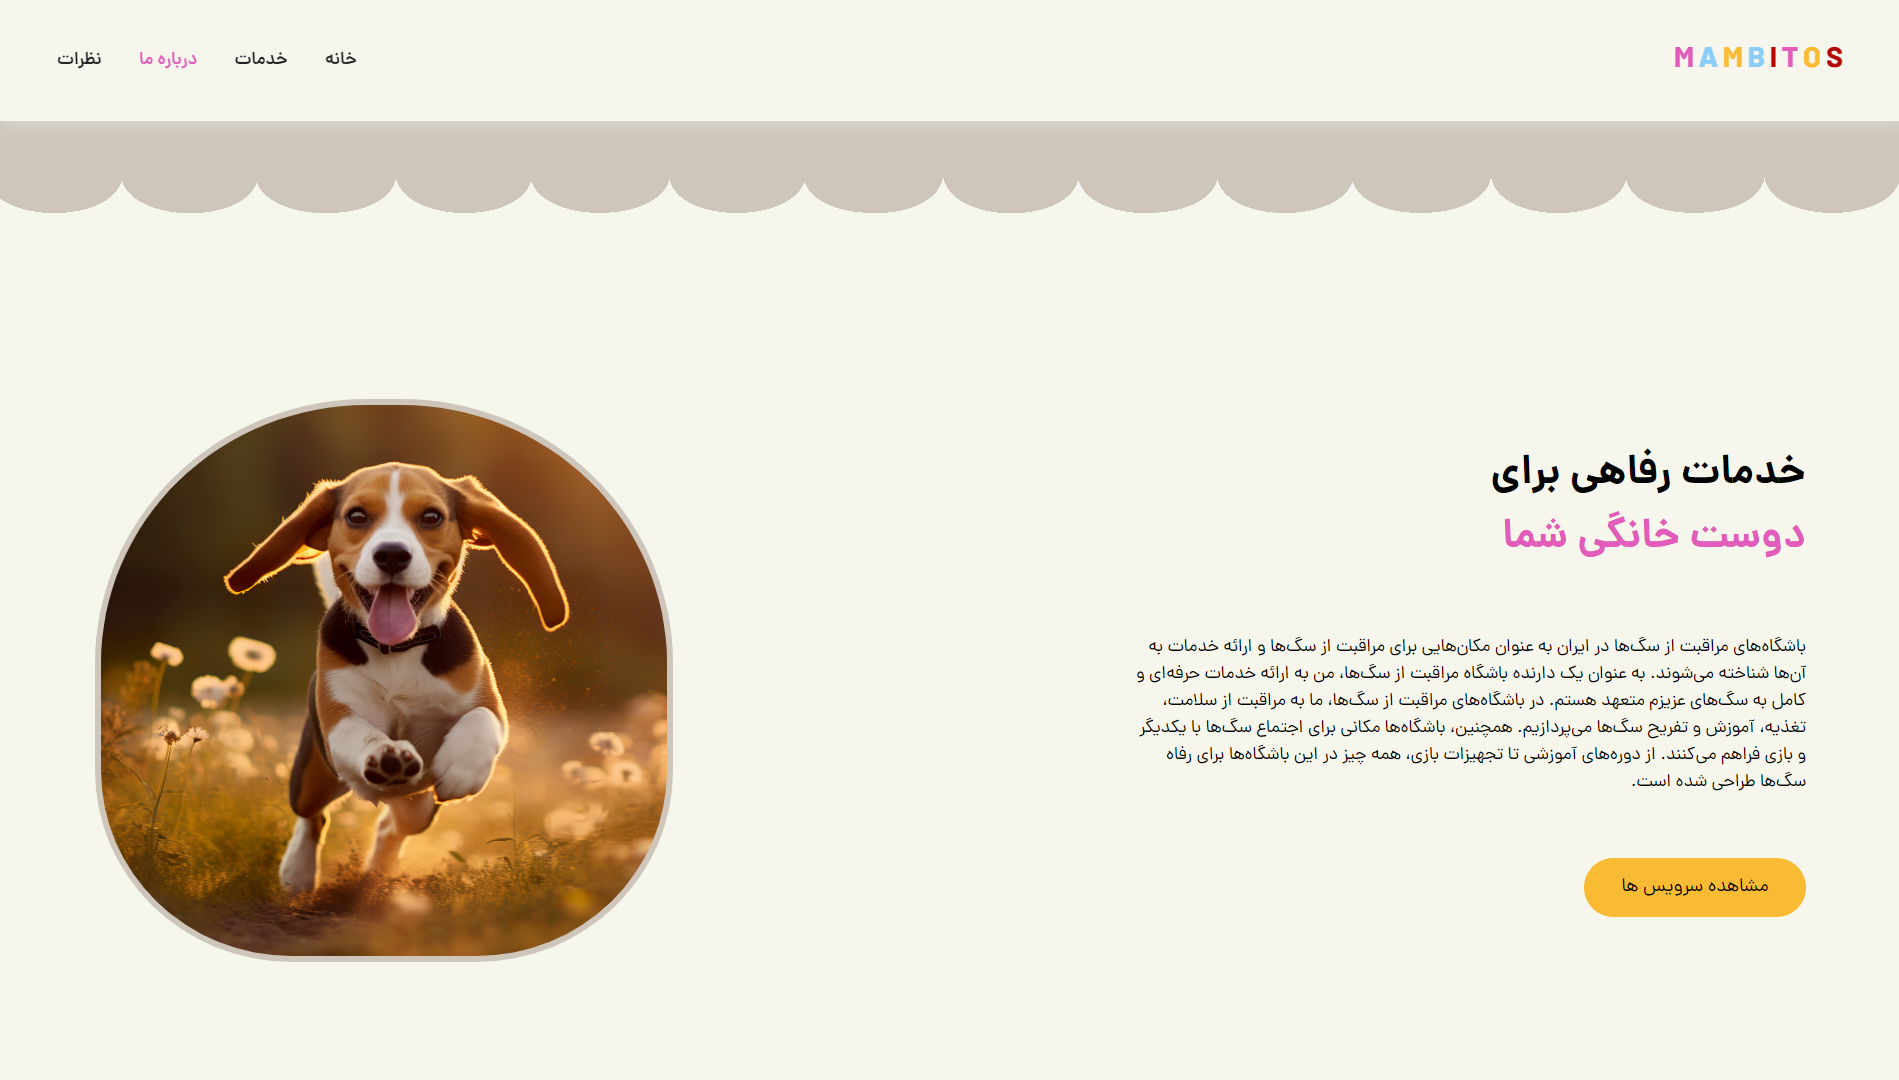 MAMBITOS
خانه
خدمات
درباره ما
نظرات
خدمات رفاهی برای
دوست خانگی شما
باشگاه‌های مراقبت از سگ‌ها در ایران به عنوان مکان‌هایی برای مراقبت از سگ‌ها و ارائه خدمات به
آن‌ها شناخته می‌شوند. به عنوان یک دارنده باشگاه مراقبت از سگ‌ها، من به ارائه خدمات حرفه‌ای و
کامل به سگ‌های عزیزم متعهد هستم. در باشگاه‌های مراقبت از سگ‌ها، ما به مراقبت از سلامت،
تغذیه، آموزش و تفریح سگ‌ها می‌پردازیم. همچنین، باشگاه‌ها مکانی برای اجتماع سگ‌ها با یکدیگر
و بازی فراهم می‌کنند. از دوره‌های آموزشی تا تجهیزات بازی، همه چیز در این باشگاه‌ها برای رفاه
سگ‌ها طراحی شده است.
مشاهده سرویس ها